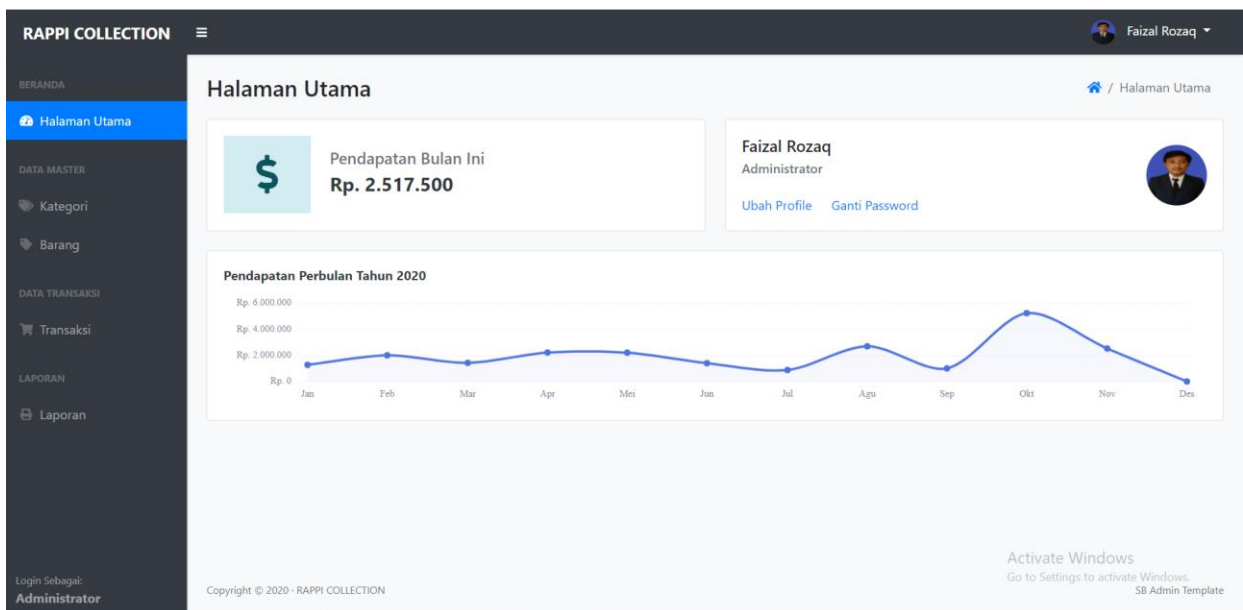 RAPPI COLLECTION
Faizal Rozaq
BERANDA
Halaman Utama
DATA MASTER
Kategori
Barang
DATA TRANSAKSI
Transaksi
LAPORAN
Laporan
Login Sebagai:
Administrator
Halaman Utama
/ Halaman Utama
$
Pendapatan Bulan Ini
Rp. 2.517.500
Faizal Rozaq
Administrator
Ubah Profile Ganti Password
Pendapatan Perbulan Tahun 2020
Rp. 6.000.000
Rp. 4.000.000
Rp. 2.000.000
Rp. 0
Jan Feb Mar Apr Mei Jun Jul Agu Sep Okt Nov Des
Activate Windows
Go to Settings to activate Windows.
Copyright © 2020 - RAPPI COLLECTION
SB Admin Template